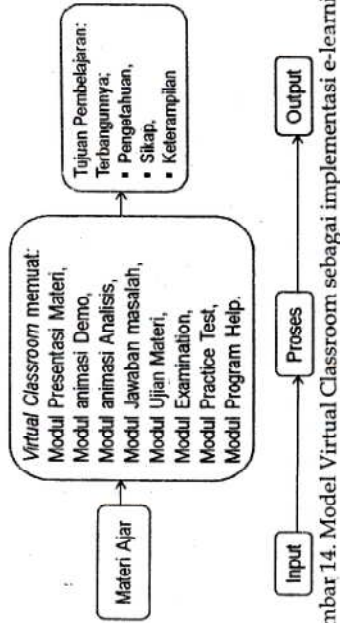 Materi Ajar
Virtual Classroom memuat:
Modul Presentasi Materi,
Modul animasi Demo,
Modul animasi Analisis,
Modul Jawaban masalah,
Modul Ujian Materi,
Modul Examination,
Modul Practice Test,
Modul Program Help.
Tujuan Pembelajaran:
Terbangunnya;
▪ Pengetahuan,
▪ Sikap,
▪ Keterampilan
Input
Proses
Output
mbar 14. Model Virtual Classroom sebagai implementasi e-learni